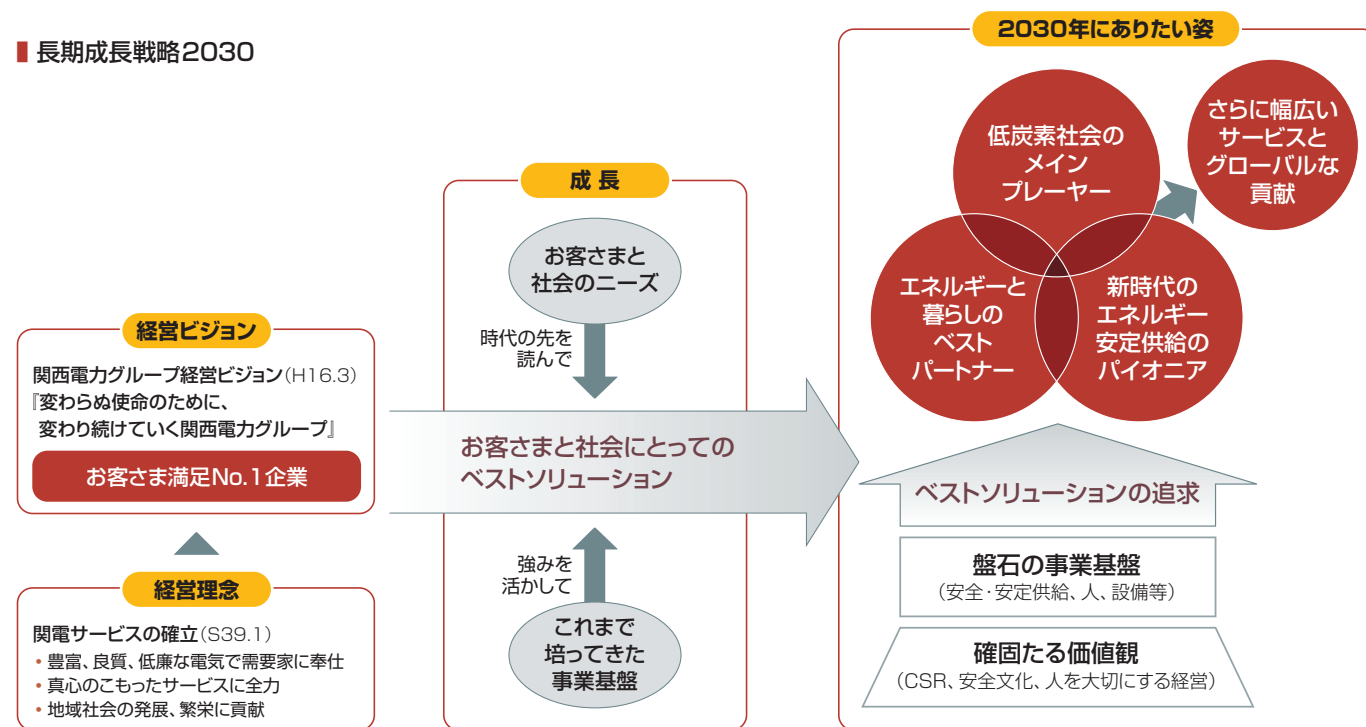 長期成長戦略2030
経営ビジョン
関西電力グループ経営ビジョン(H16.3)
『変わらぬ使命のために、
変わり続けていく関西電力グループ』
お客さま満足No.1企業
経営理念
関電サービスの確立(S39.1)
・豊富、良質、低廉な電気で需要家に奉仕
・真心のこもったサービスに全力
・地域社会の発展、繁栄に貢献
成長
お客さまと
社会のニーズ
時代の先を
読んで
お客さまと社会にとっての
ベストソリューション
強みを
活かして
これまで
培ってきた
事業基盤
2030年にありたい姿
低炭素社会の
メイン
プレーヤー
さらに幅広い
サービスと
グローバルな
貢献
エネルギーと
暮らしの
ベスト
パートナー
新時代の
エネルギー
安定供給の
パイオニア
ベストソリューションの追求
盤石の事業基盤
(安全・安定供給、人、設備等)
確固たる価値観
(CSR、安全文化、人を大切にする経営)